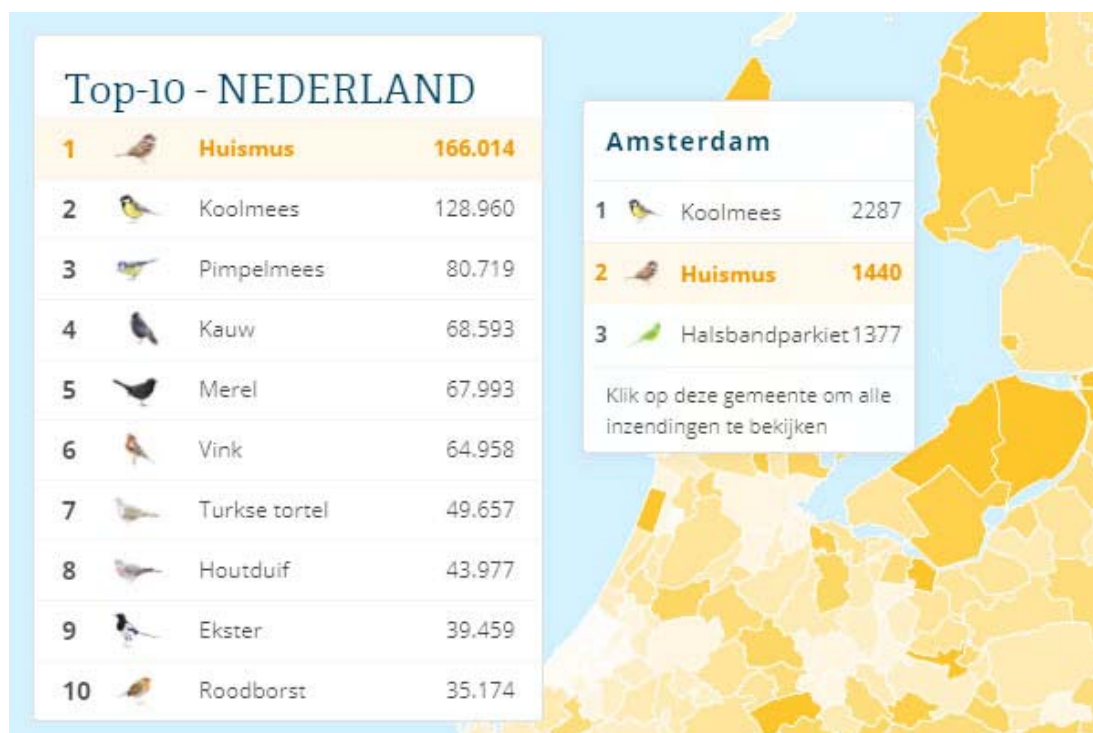 Top-10 - NEDERLAND
1 Huismus 166.014
2 Koolmees 128.960
3 Pimpelmees 80.719
4 Kauw 68.593
5 Merel 67.993
6 Vink 64.958
7 Turkse tortel 49.657
8 Houtduif 43.977
9 Ekster 39.459
10 Roodborst 35.174
Amsterdam
1 Koolmees 2287
2 Huismus 1440
3 Halsbandparkiet 1377
Klik op deze gemeente om alle
inzendingen te bekijken